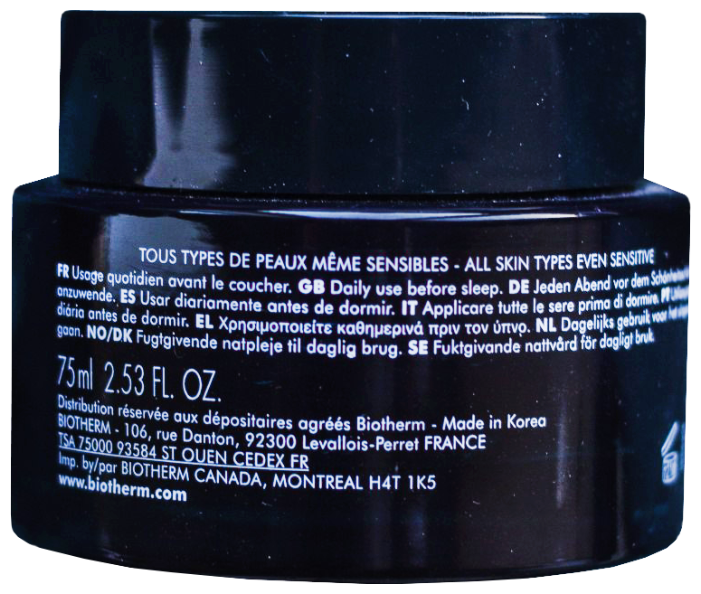 TOUS TYPES DE PEAUX MÊME SENSIBLES - ALL SKIN TYPES EVEN SENSITIVE
FR Usage quotidien avant le coucher. GB Daily use before sleep. DE Jeden Abend vor dem
anzuwende. ES Usar diariamente antes de dormir. IT Applicare tutte le sere prima di dormire. PT
diária antes de dormir. EL Χρησιμοποιείτε καθημερινά πριν τον ύπνο. NL Dagelijks gebruik voor het
gaan. NO/DK Fugtgivende natpleje til daglig brug. SE Fuktgivande nattvård för dagligt bruk.
75ml 2.53 FL. OZ.
Distribution réservée aux dépositaires agréés Biotherm - Made in Korea
BIOTHERM - 106, rue Danton, 92300 Levallois-Perret FRANCE
TSA 75000 93584 ST OUEN CEDEX FR
Imp. by/par BIOTHERM CANADA, MONTREAL H4T 1K5
www.biotherm.com